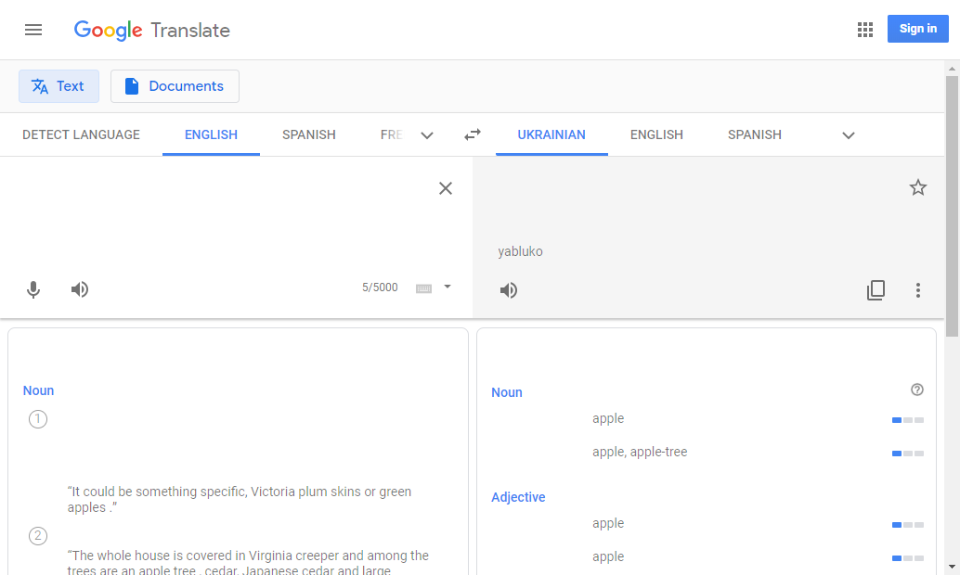 Google Translate
Sign in
Text
Documents
DETECT LANGUAGE
ENGLISH
SPANISH
FRE
UKRAINIAN
ENGLISH
SPANISH
yabluko
5/5000
Noun
1
"It could be something specific, Victoria plum skins or green
apples ."
2
"The whole house is covered in Virginia creeper and among the
trees are an apple tree , cedar, Japanese cedar and large
Noun
apple
apple, apple-tree
Adjective
apple
apple